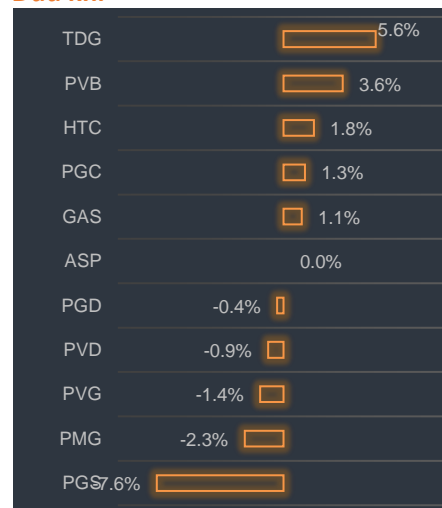 TDG 5.6%
PVB 3.6%
HTC 1.8%
PGC 1.3%
GAS 1.1%
ASP 0.0%
PGD -0.4%
PVD -0.9%
PVG -1.4%
PMG -2.3%
PGS -7.6%